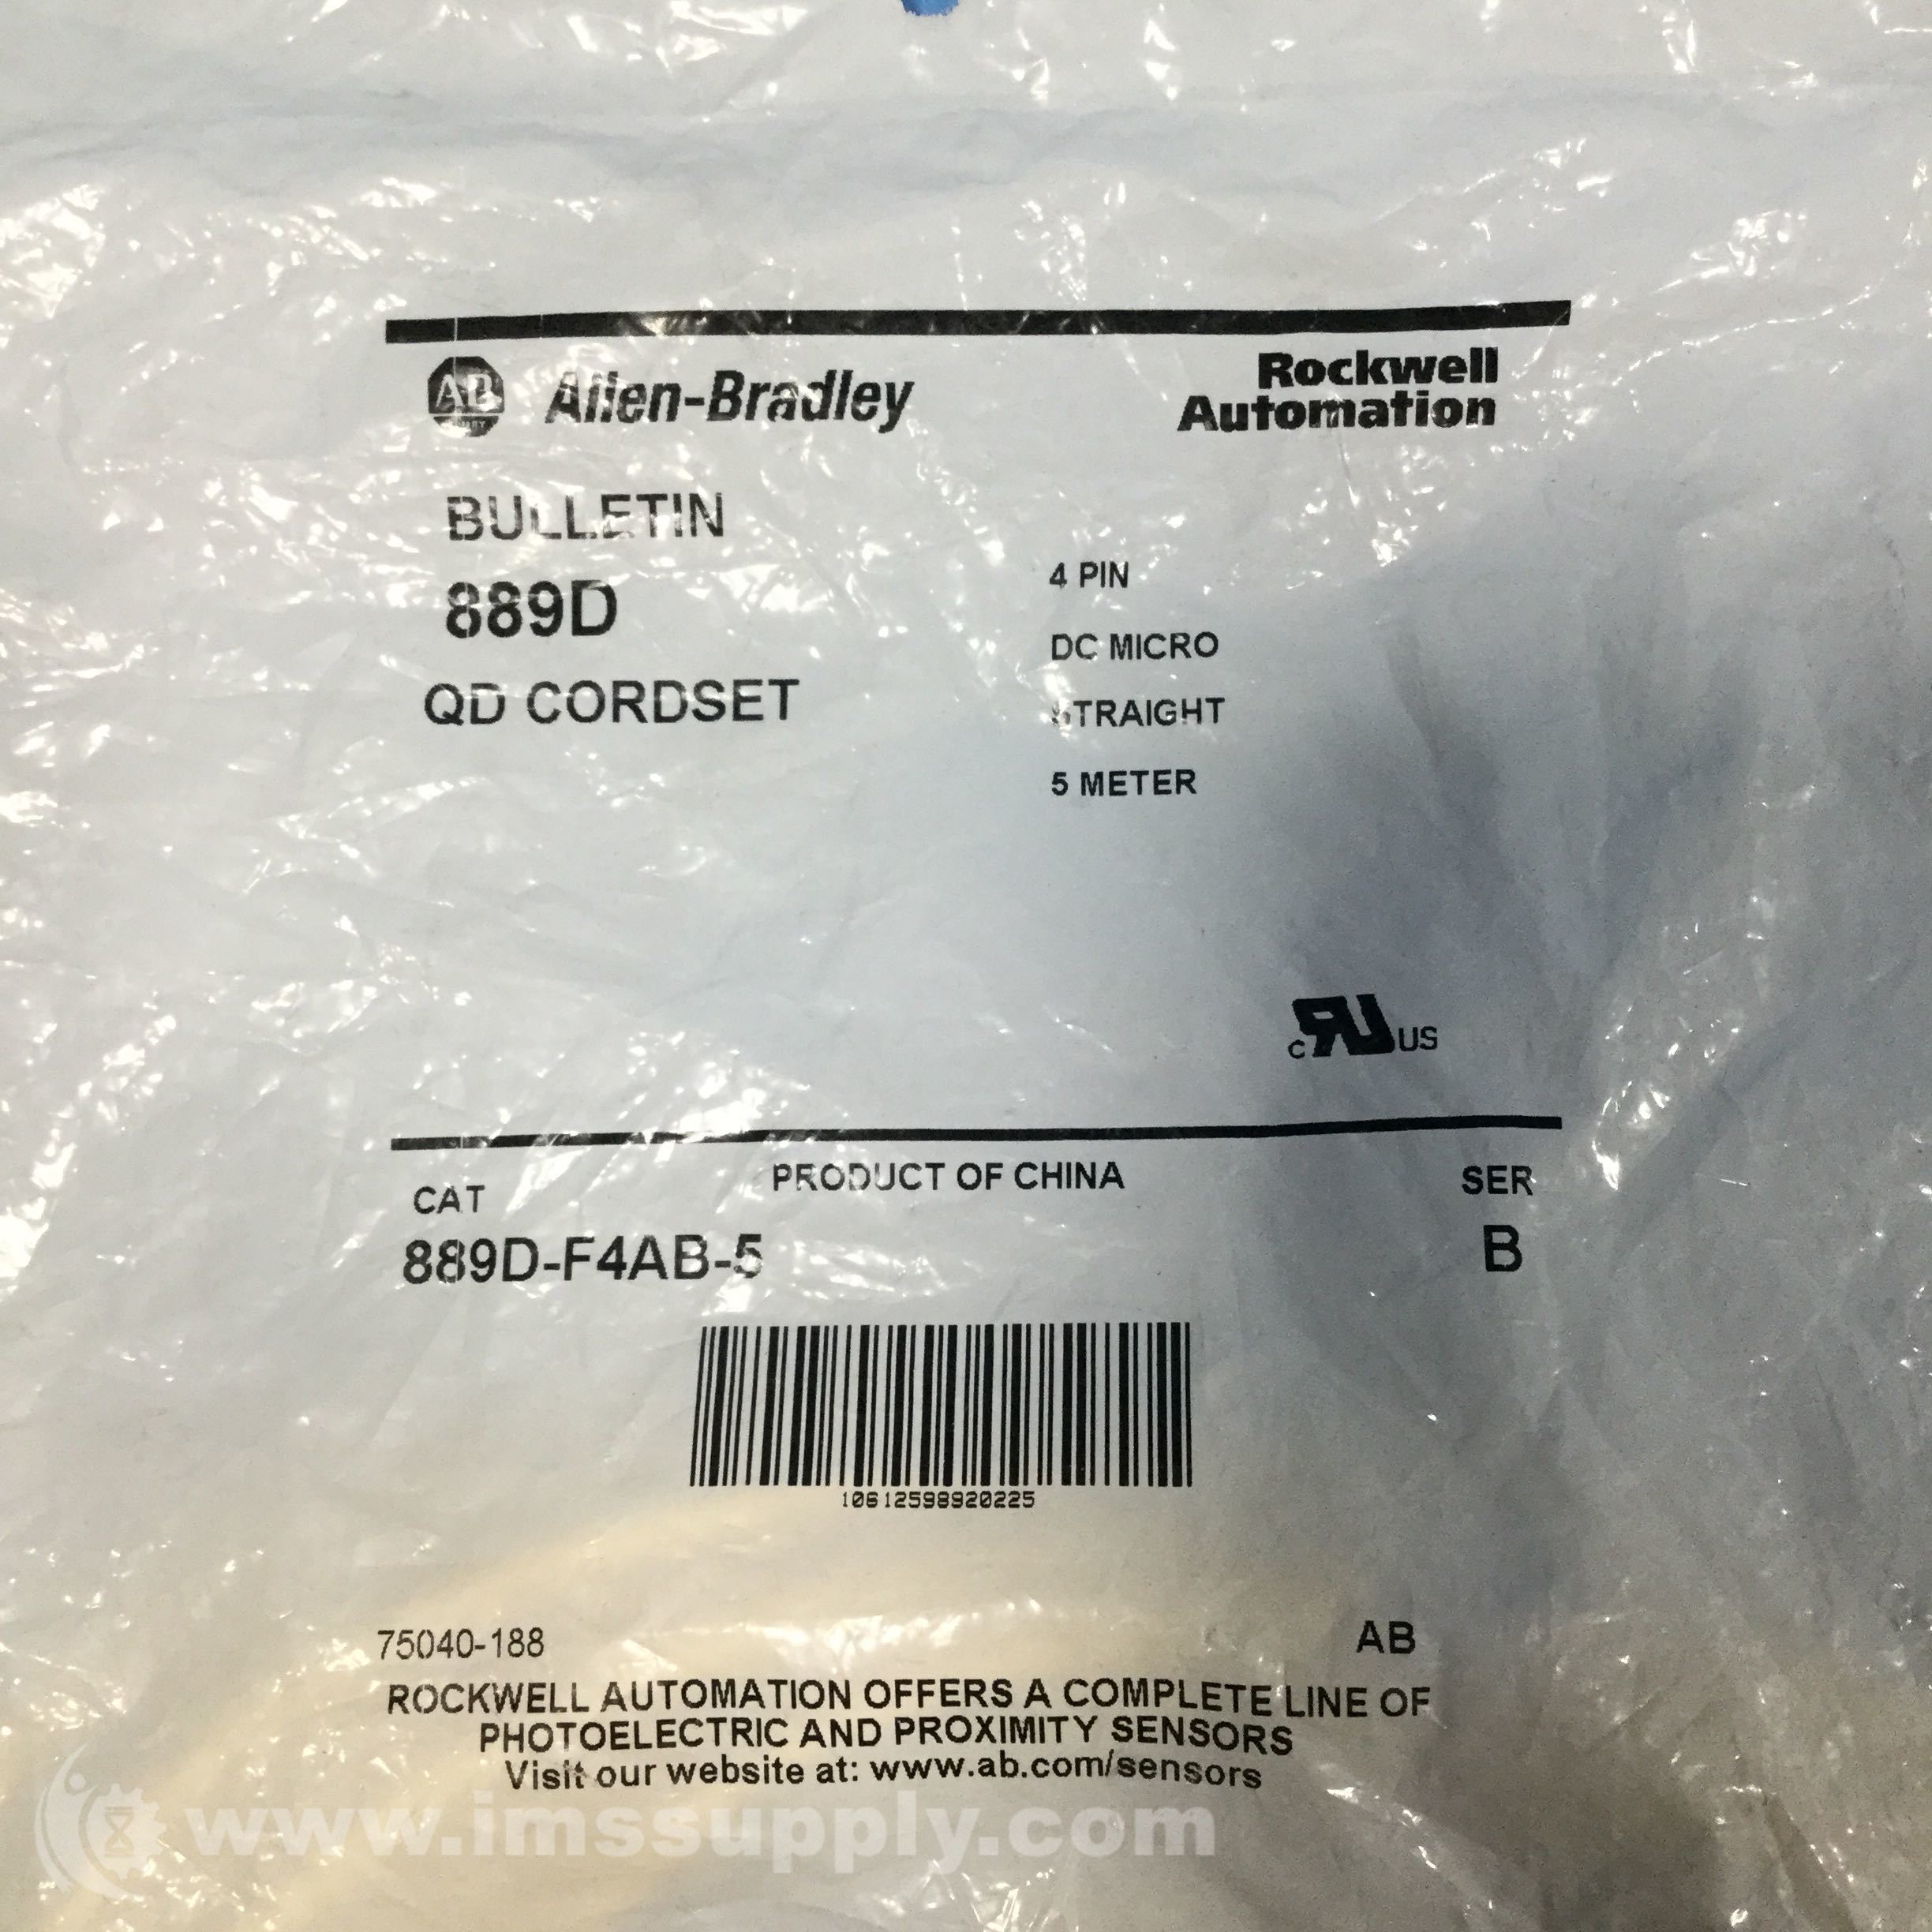 AB Allen-Bradley
Rockwell
Automation
BULLETIN
889D
QD CORDSET
4 PIN
DC MICRO
STRAIGHT
5 METER
c RU US
PRODUCT OF CHINA
CAT
889D-F4AB-5
SER
B
10612598920225
75040-188
AB
ROCKWELL AUTOMATION OFFERS A COMPLETE LINE OF
PHOTOELECTRIC AND PROXIMITY SENSORS
Visit our website at: www.ab.com/sensors
www.imssupply.com